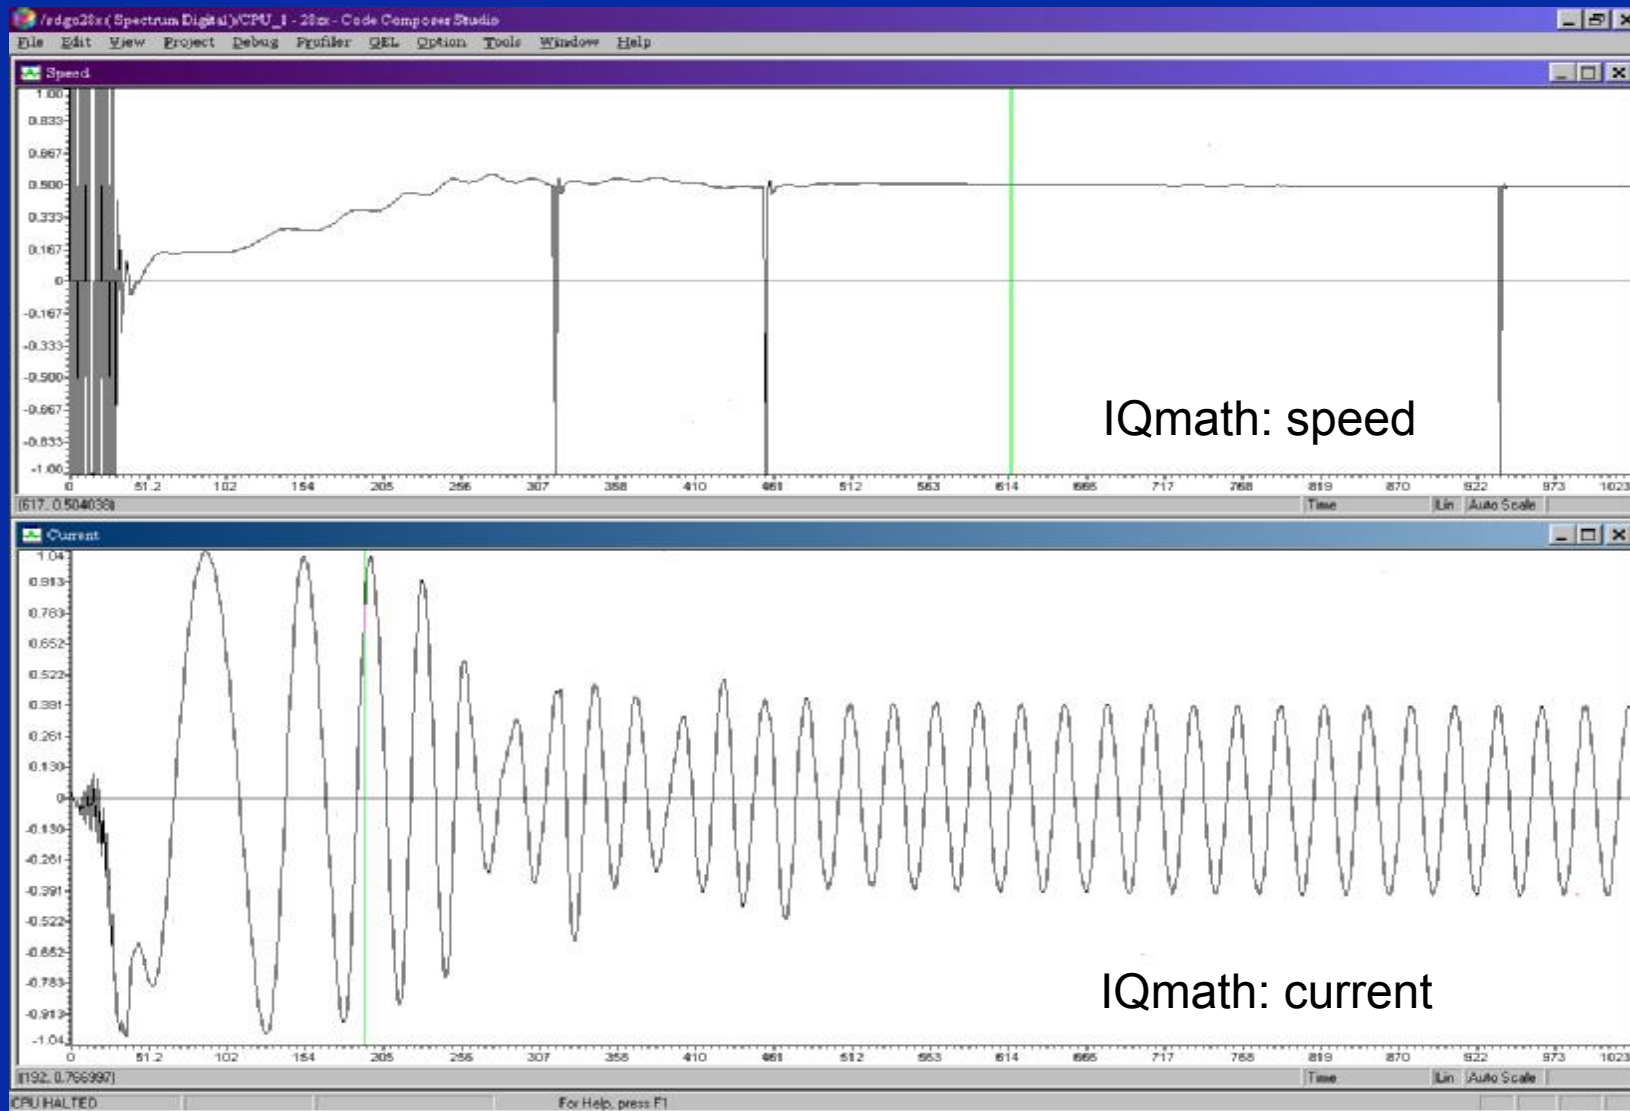 /sdgo28xx (Spectrum Digital)/CPU_1 - 28xx - Code Composer Studio
File Edit View Project Debug Profiler GEL Option Tools Window Help
Speed
1.00
0.833
0.667
0.500
0.333
0.167
0
-0.167
-0.333
-0.500
-0.667
-0.833
-1.00
IQmath: speed
0 51.2 102 154 205 256 307 358 410 461 512 563 614 665 717 768 819 870 922 973 1023
(617, 0.504038) Time Lin Auto Scale
Current
1.04
0.913
0.783
0.652
0.522
0.391
0.261
0.130
0
-0.130
-0.261
-0.391
-0.522
-0.652
-0.783
-0.913
-1.04
IQmath: current
0 51.2 102 154 205 256 307 358 410 461 512 563 614 665 717 768 819 870 922 973 1023
(192, 0.766997) Time Lin Auto Scale
CPU HALTED For Help, press F1